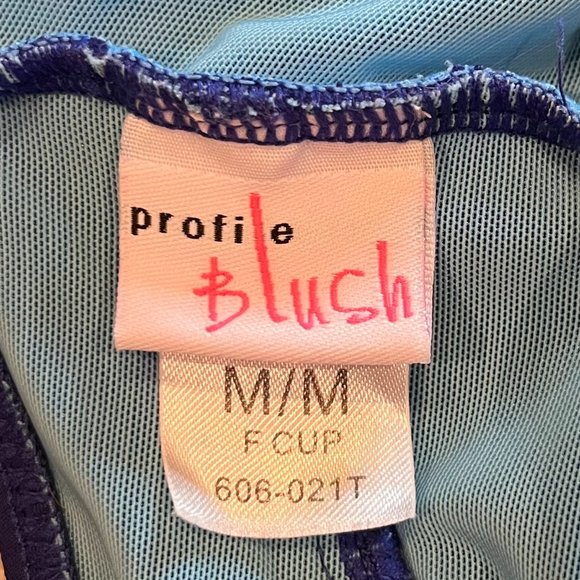 profile
Blush
M/M
F CUP
606-021T